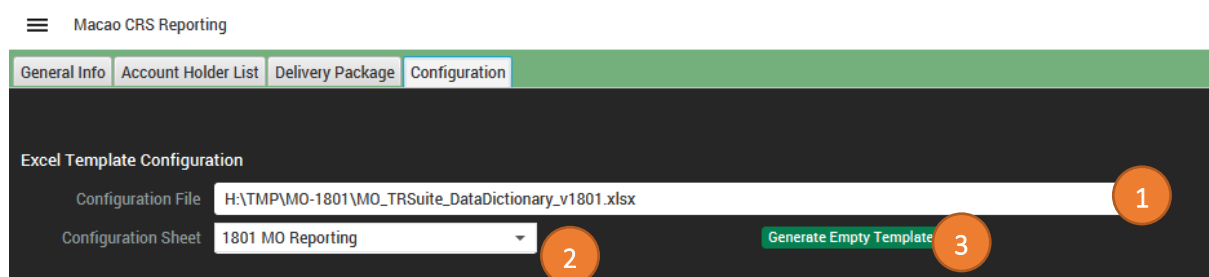 Macao CRS Reporting
General Info Account Holder List Delivery Package Configuration
Excel Template Configuration
Configuration File H:\TMP\MO-1801\MO_TRSuite_DataDictionary_v1801.xlsx 1
Configuration Sheet 1801 MO Reporting 2 Generate Empty Template 3